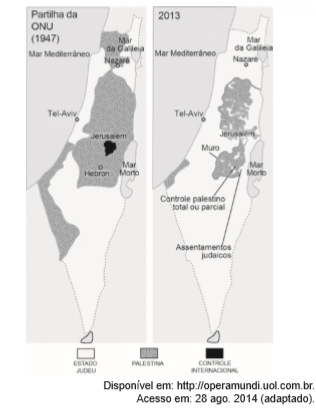 Partilha da
ONU
(1947)
Mar Mediterrâneo
Mar
da Galileia
Nazaré
Tel-Aviv
Jerusalém
Hebron
Mar
Morto
2013
Mar Mediterrâneo
Mar
da Galileia
Nazaré
Tel-Aviv
Jerusalém
Muro
Mar
Morto
Controle palestino
total ou parcial
Assentamentos
judaicos
ESTADO
JUDEU
PALESTINA
CONTROLE
INTERNACIONAL
Disponível em: http://operamundi.uol.com.br.
Acesso em: 28 ago. 2014 (adaptado).